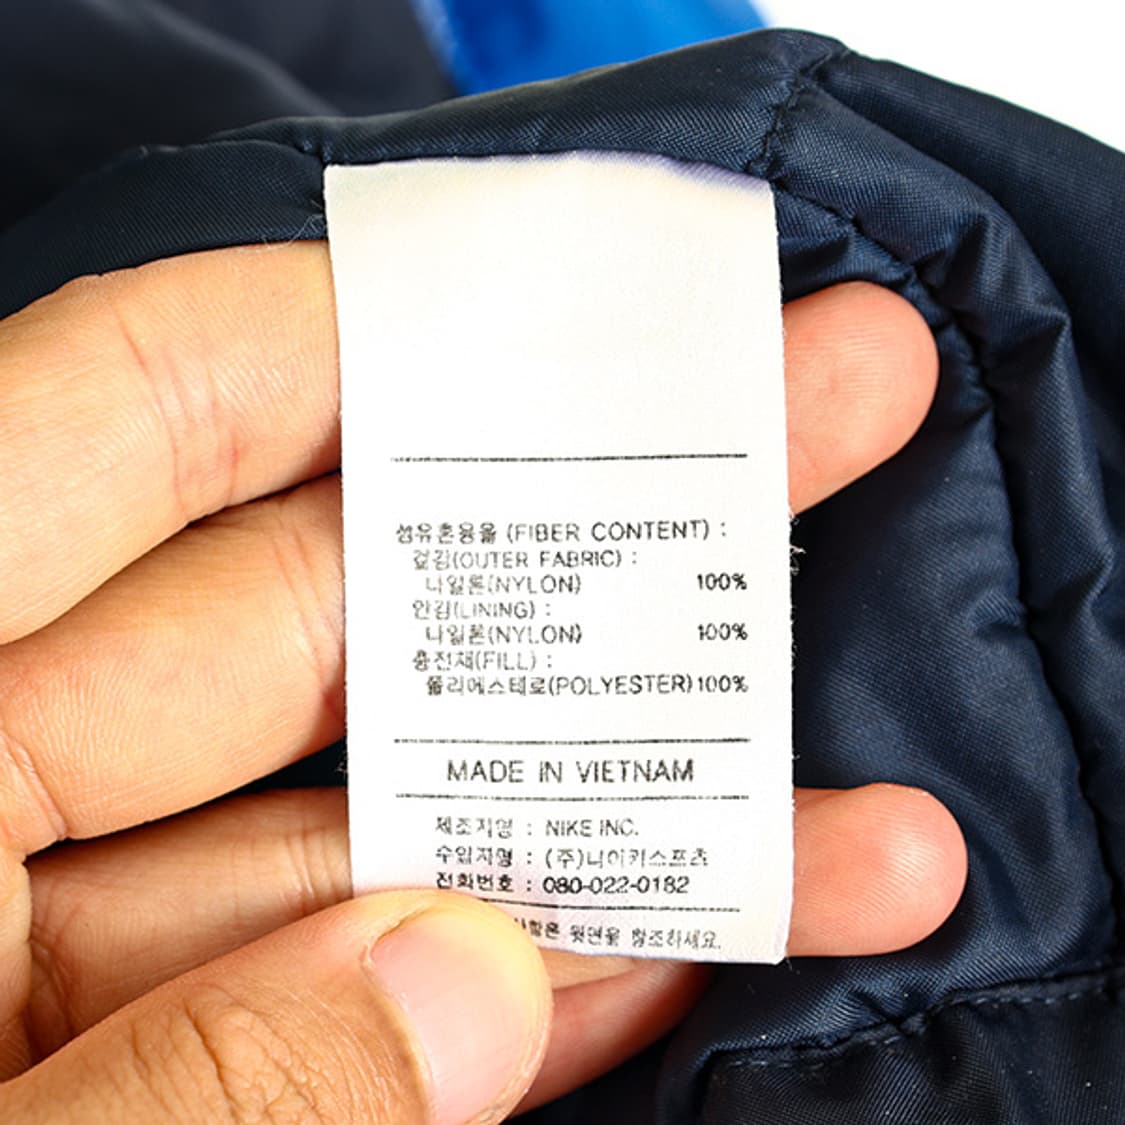 섬유혼용율 (FIBER CONTENT) :
겉감(OUTER FABRIC) :
나일론(NYLON) 100%
안감(LINING) :
나일론(NYLON) 100%
충전재(FILL) :
폴리에스테르(POLYESTER) 100%
MADE IN VIETNAM
제조자명 : NIKE INC.
수입자명 : (주)나이키스포츠
전화번호 : 080-022-0182
사항은 뒷면을 참조하세요.